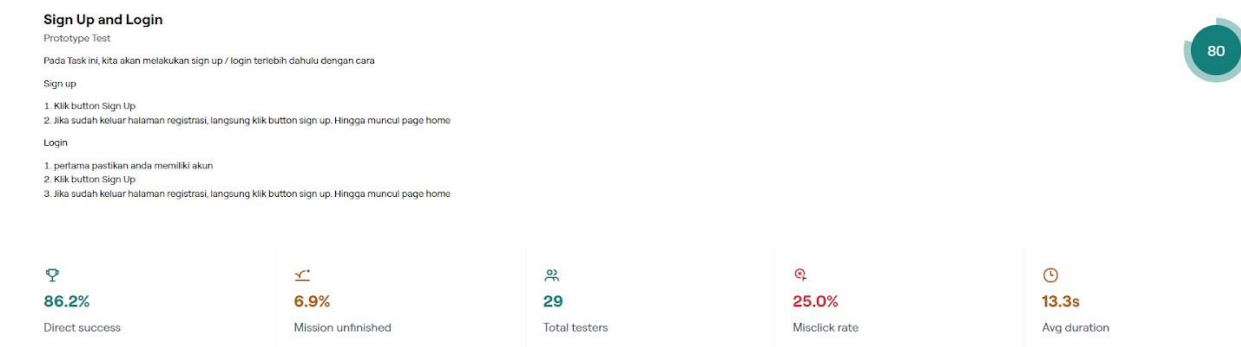 Sign Up and Login
Prototype Test
80
Pada Task ini, kita akan melakukan sign up / login terlebih dahulu dengan cara
Sign up
1. Klik button Sign Up
2. Jika sudah keluar halaman registrasi, langsung klik button sign up. Hingga muncul page home
Login
1. pertama pastikan anda memiliki akun
2. Klik button Sign Up
3. Jika sudah keluar halaman registrasi, langsung klik button sign up. Hingga muncul page home
86.2%
Direct success
6.9%
Mission unfinished
29
Total testers
25.0%
Misclick rate
13.3s
Avg duration